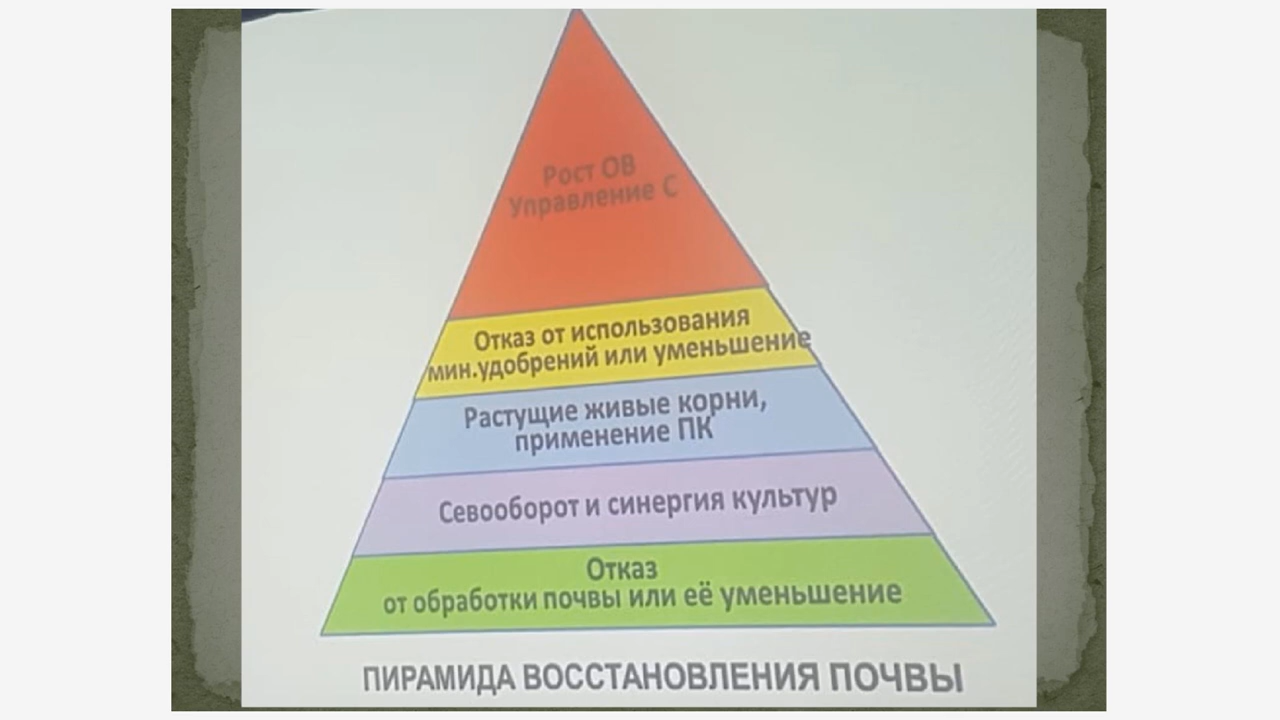 Рост ОВ
Управление С
Отказ от использования
мин.удобрений или уменьшение
Растущие живые корни,
применение ПК
Севооборот и синергия культур
Отказ
от обработки почвы или её уменьшение
ПИРАМИДА ВОССТАНОВЛЕНИЯ ПОЧВЫ